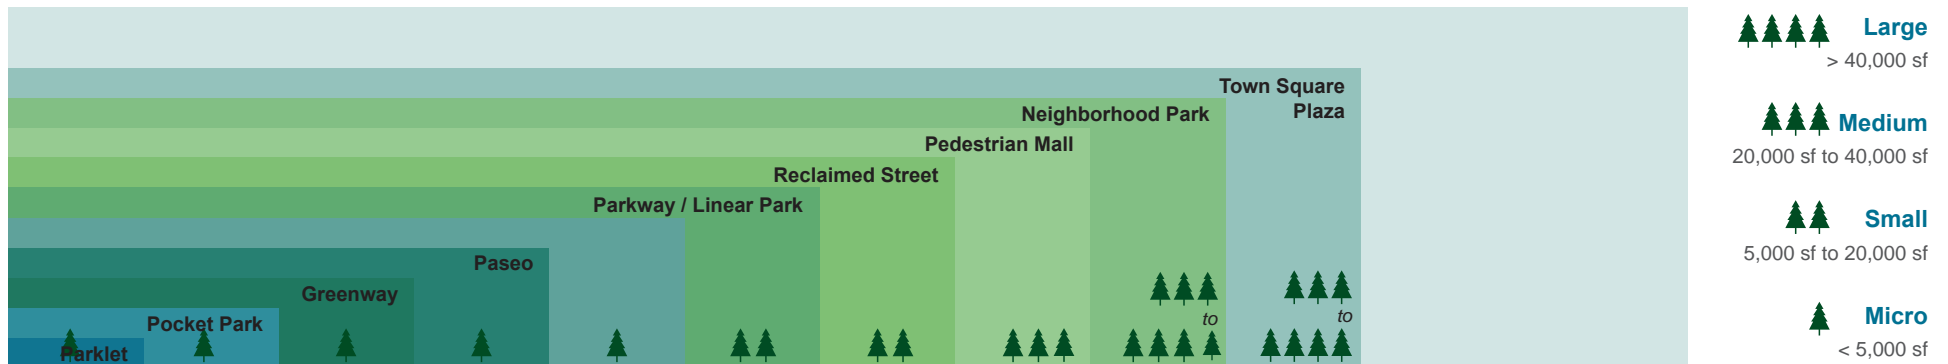 Town Square
Plaza
Neighborhood Park
Pedestrian Mall
Reclaimed Street
Parkway / Linear Park
Paseo
Greenway
Pocket Park
Parklet
to
to
Large
> 40,000 sf
Medium
20,000 sf to 40,000 sf
Small
5,000 sf to 20,000 sf
Micro
< 5,000 sf